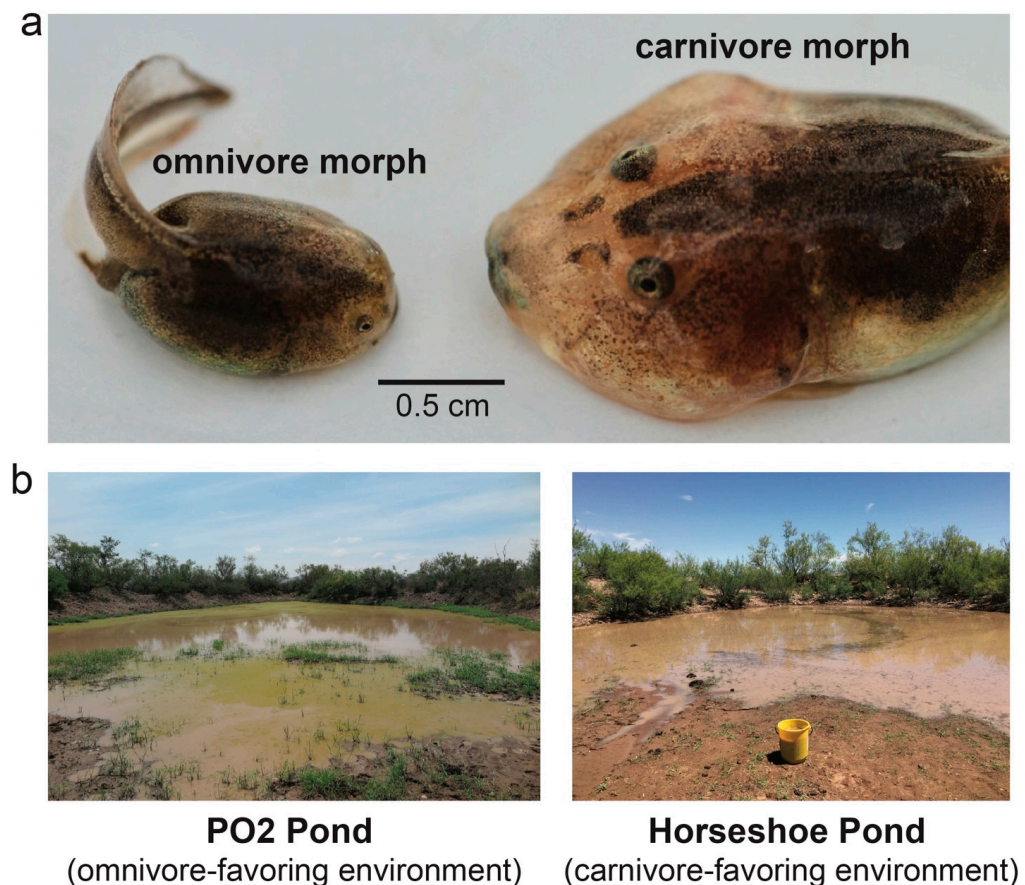 a
carnivore morph
omnivore morph
0.5 cm
b
PO2 Pond
(omnivore-favoring environment)
Horseshoe Pond
(carnivore-favoring environment)